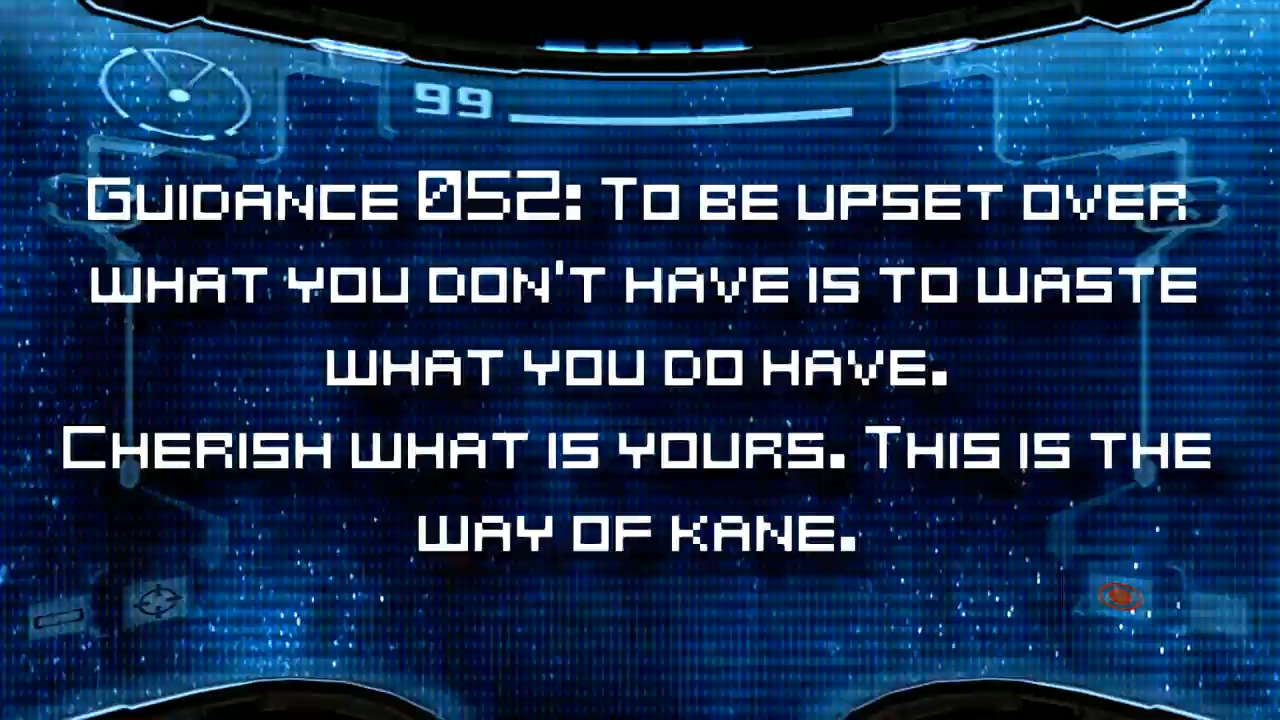 99
Guidance 052: To be upset over
what you don't have is to waste
what you do have.
Cherish what is yours. This is the
way of kane.